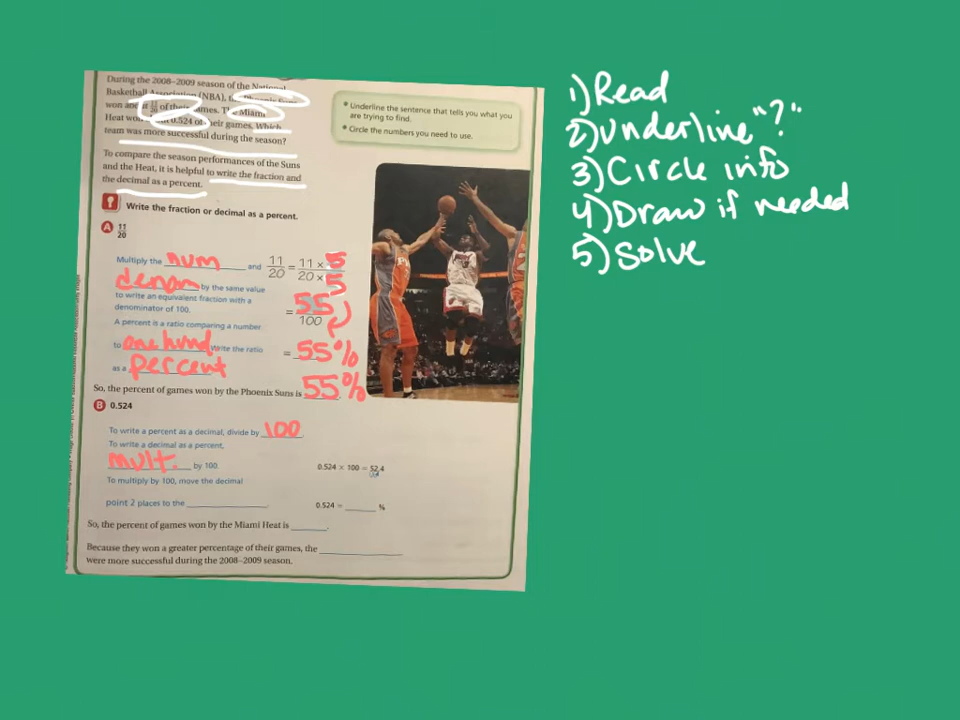 During the 2008–2009 season of the National
Basketball Association (NBA), the Phoenix Suns
won about 11/20 of their games. The Miami
Heat won 0.524 of their games. Which
team was more successful during the season?
To compare the season performances of the Suns
and the Heat, it is helpful to write the fraction and
the decimal as a percent.
• Underline the sentence that tells you what you
are trying to find.
• Circle the numbers you need to use.
! Write the fraction or decimal as a percent.
A 11/20
Multiply the num and 11/20 = 11 × 5 / 20 × 5
denom by the same value
to write an equivalent fraction with a
denominator of 100.
= 55/100
A percent is a ratio comparing a number
to one hund Write the ratio
= 55%
as a percent
So, the percent of games won by the Phoenix Suns is 55%
B 0.524
To write a percent as a decimal, divide by 100.
To write a decimal as a percent,
mult. by 100. 0.524 × 100 = 52.4
To multiply by 100, move the decimal
point 2 places to the ____. 0.524 = ____ %
So, the percent of games won by the Miami Heat is ____.
Because they won a greater percentage of their games, the ____
were more successful during the 2008–2009 season.
1) Read
2) underline "?"
3) Circle info
4) Draw if needed
5) Solve